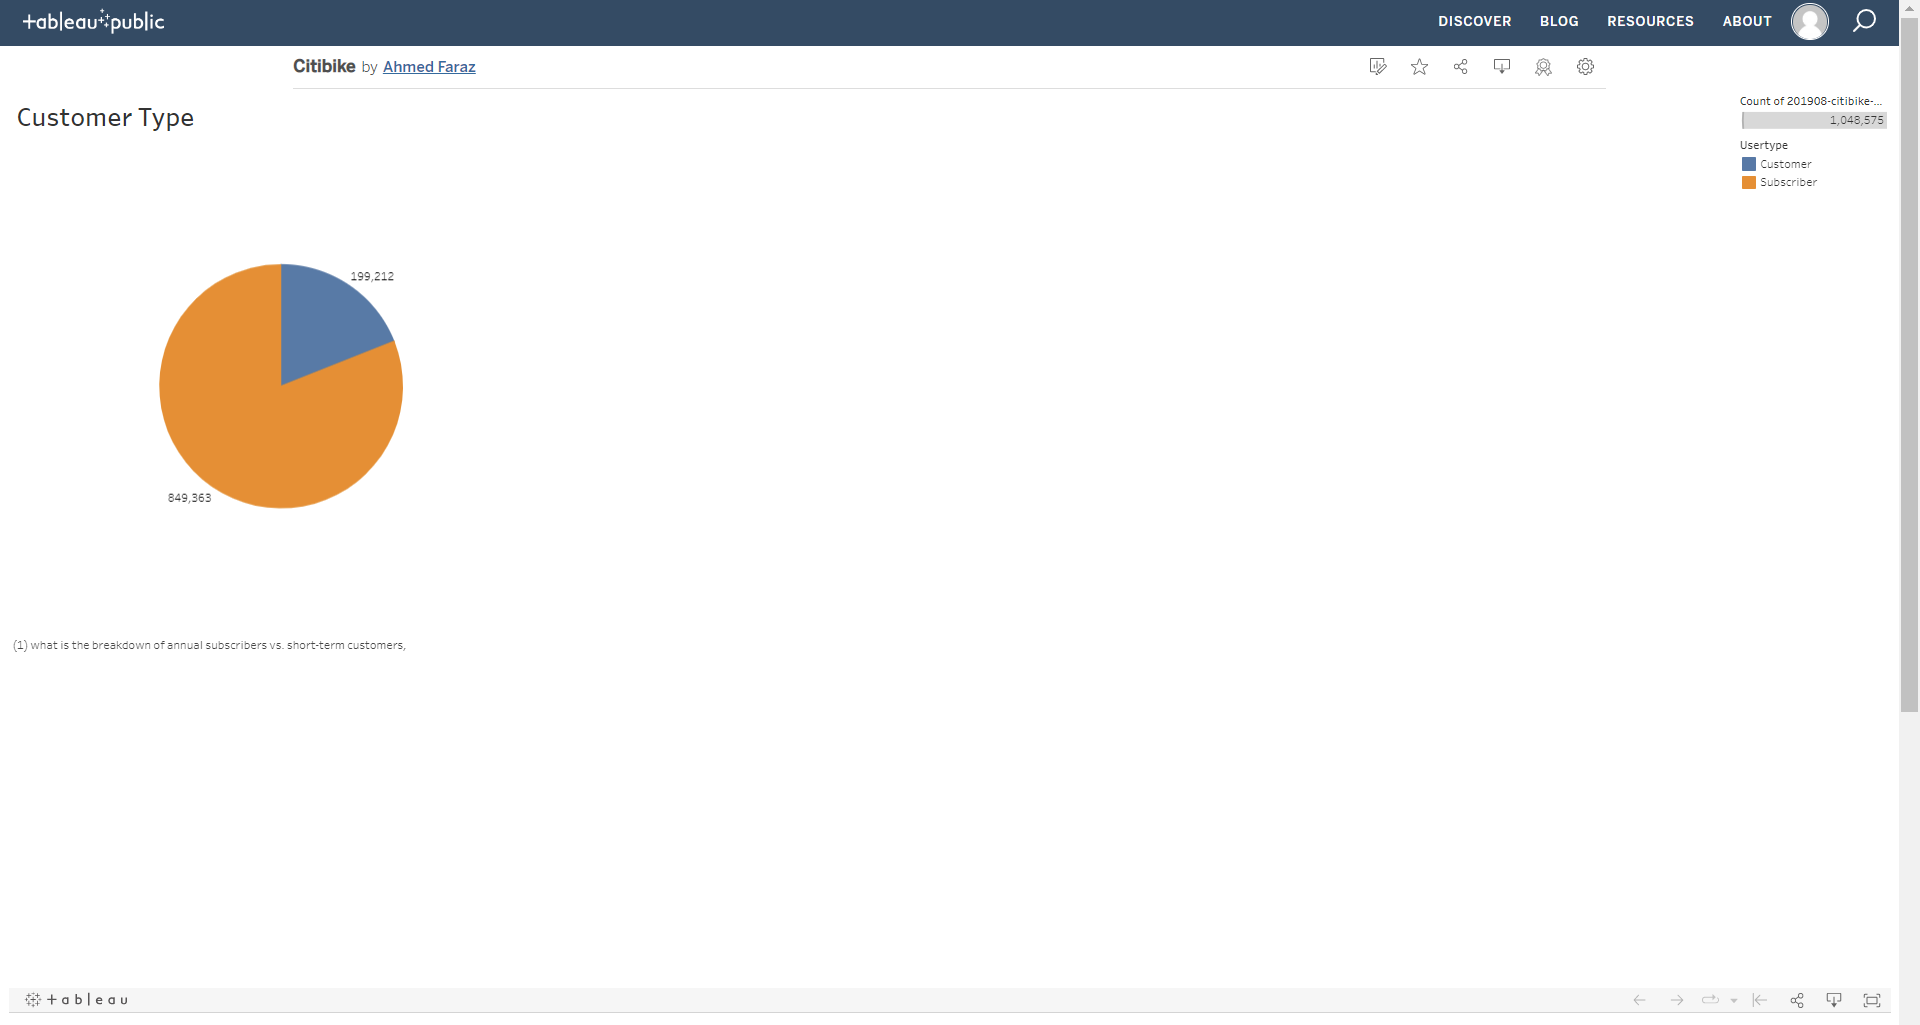 tableau public
DISCOVER BLOG RESOURCES ABOUT
Citibike by Ahmed Faraz
Customer Type
Count of 201908-citibike-...
1,048,575
Usertype
Customer
Subscriber
199,212
849,363
(1) what is the breakdown of annual subscribers vs. short-term customers,
tableau